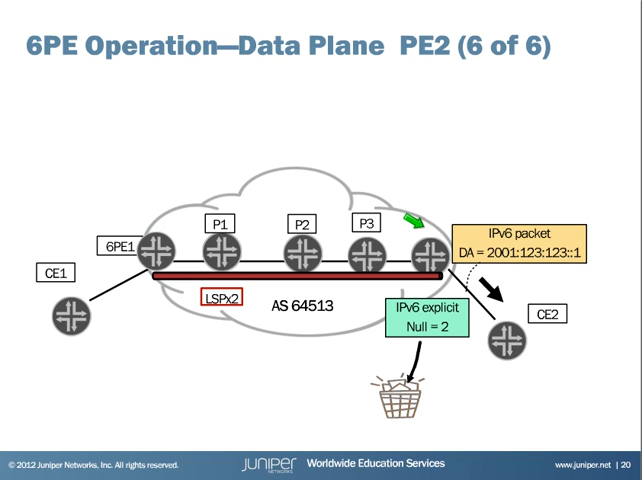 6PE Operation—Data Plane PE2 (6 of 6)
P1
P2
P3
6PE1
IPv6 packet
DA = 2001:123:123::1
CE1
LSPx2
AS 64513
IPv6 explicit
Null = 2
CE2
© 2012 Juniper Networks, Inc. All rights reserved.
JUNIPER
NETWORKS
Worldwide Education Services
www.juniper.net | 20